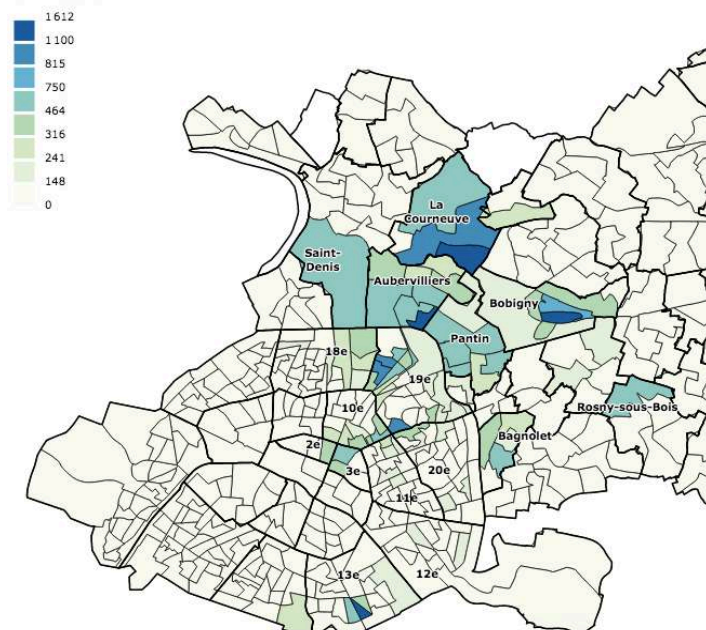 1 612
1 100
815
750
464
316
241
148
0
La
Courneuve
Saint-
Denis
Aubervilliers
Bobigny
Pantin
18e
19e
10e
Rosny-sous-Bois
Bagnolet
2e
3e
20e
11e
13e
12e